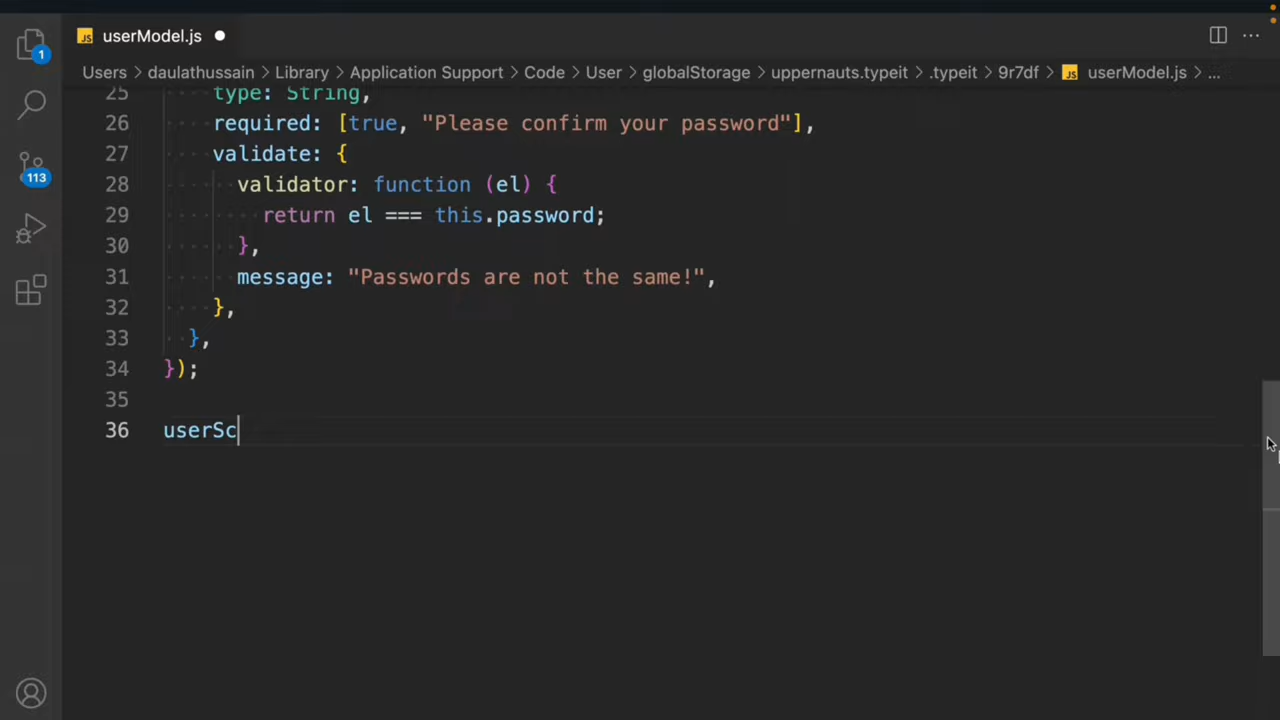 JS userModel.js
1
Users > daulathussain > Library > Application Support > Code > User > globalStorage > uppernauts.typeit > .typeit > 9r7df > JS userModel.js > ...
25 type: String,
26 required: [true, "Please confirm your password"],
27 validate: {
113
28 validator: function (el) {
29 return el === this.password;
30 },
31 message: "Passwords are not the same!",
32 },
33 },
34 });
35
36 userSc